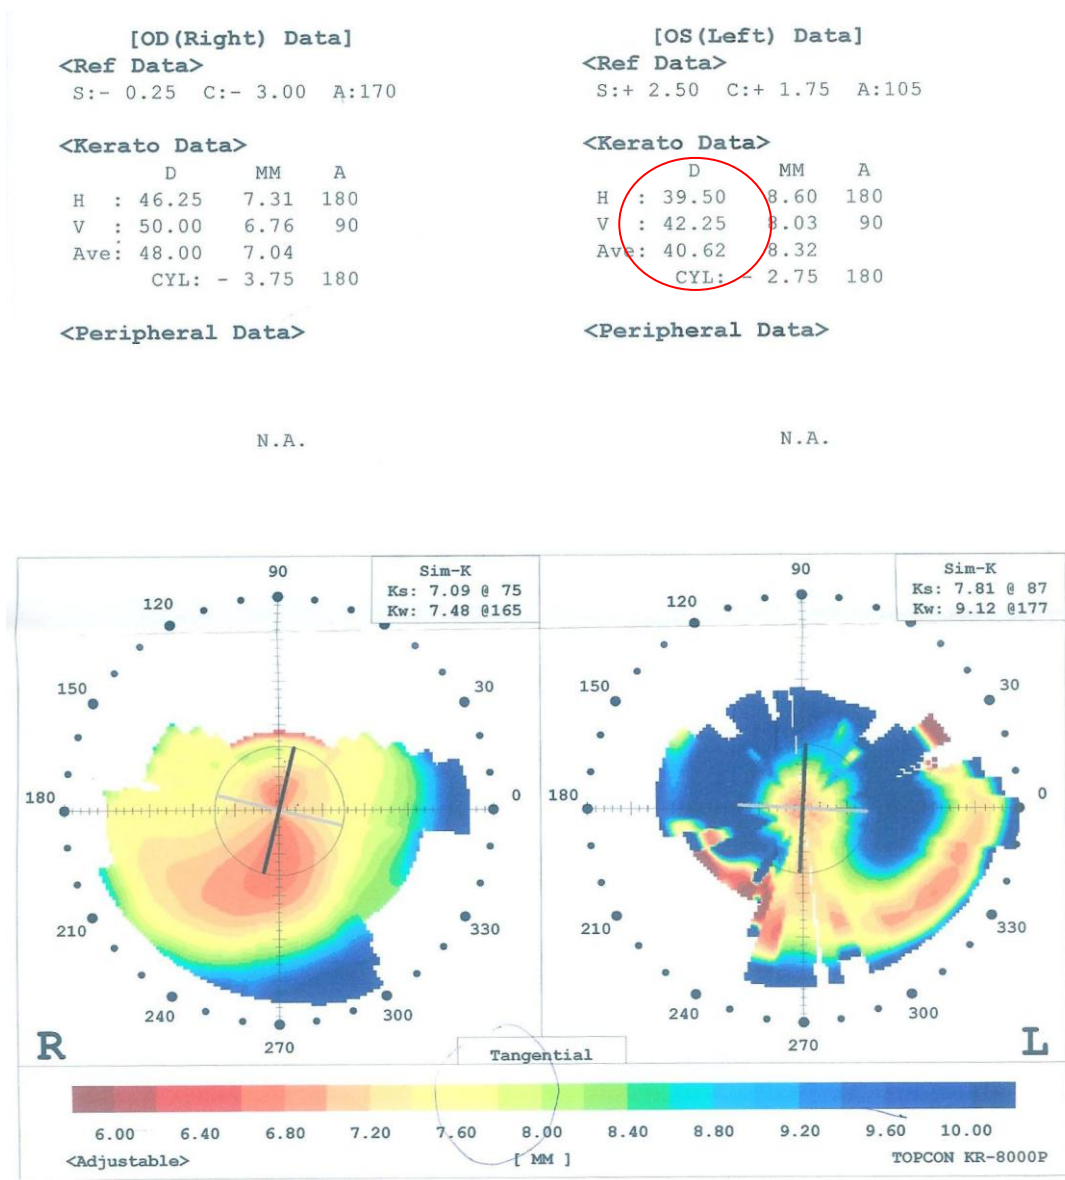 [OD(Right) Data]
<Ref Data>
S:- 0.25 C:- 3.00 A:170
<Kerato Data>
D MM A
H : 46.25 7.31 180
V : 50.00 6.76 90
Ave: 48.00 7.04
CYL: - 3.75 180
<Peripheral Data>
N.A.
[OS(Left) Data]
<Ref Data>
S:+ 2.50 C:+ 1.75 A:105
<Kerato Data>
D MM A
H : 39.50 8.60 180
V : 42.25 8.03 90
Ave: 40.62 8.32
CYL: - 2.75 180
<Peripheral Data>
N.A.
Sim-K
Ks: 7.09 @ 75
Kw: 7.48 @165
90
120
150
30
180
0
210
330
240
300
270
R
Sim-K
Ks: 7.81 @ 87
Kw: 9.12 @177
90
120
150
30
180
0
210
330
240
300
270
L
Tangential
6.00 6.40 6.80 7.20 7.60 8.00 8.40 8.80 9.20 9.60 10.00
<Adjustable> [ MM ] TOPCON KR-8000P